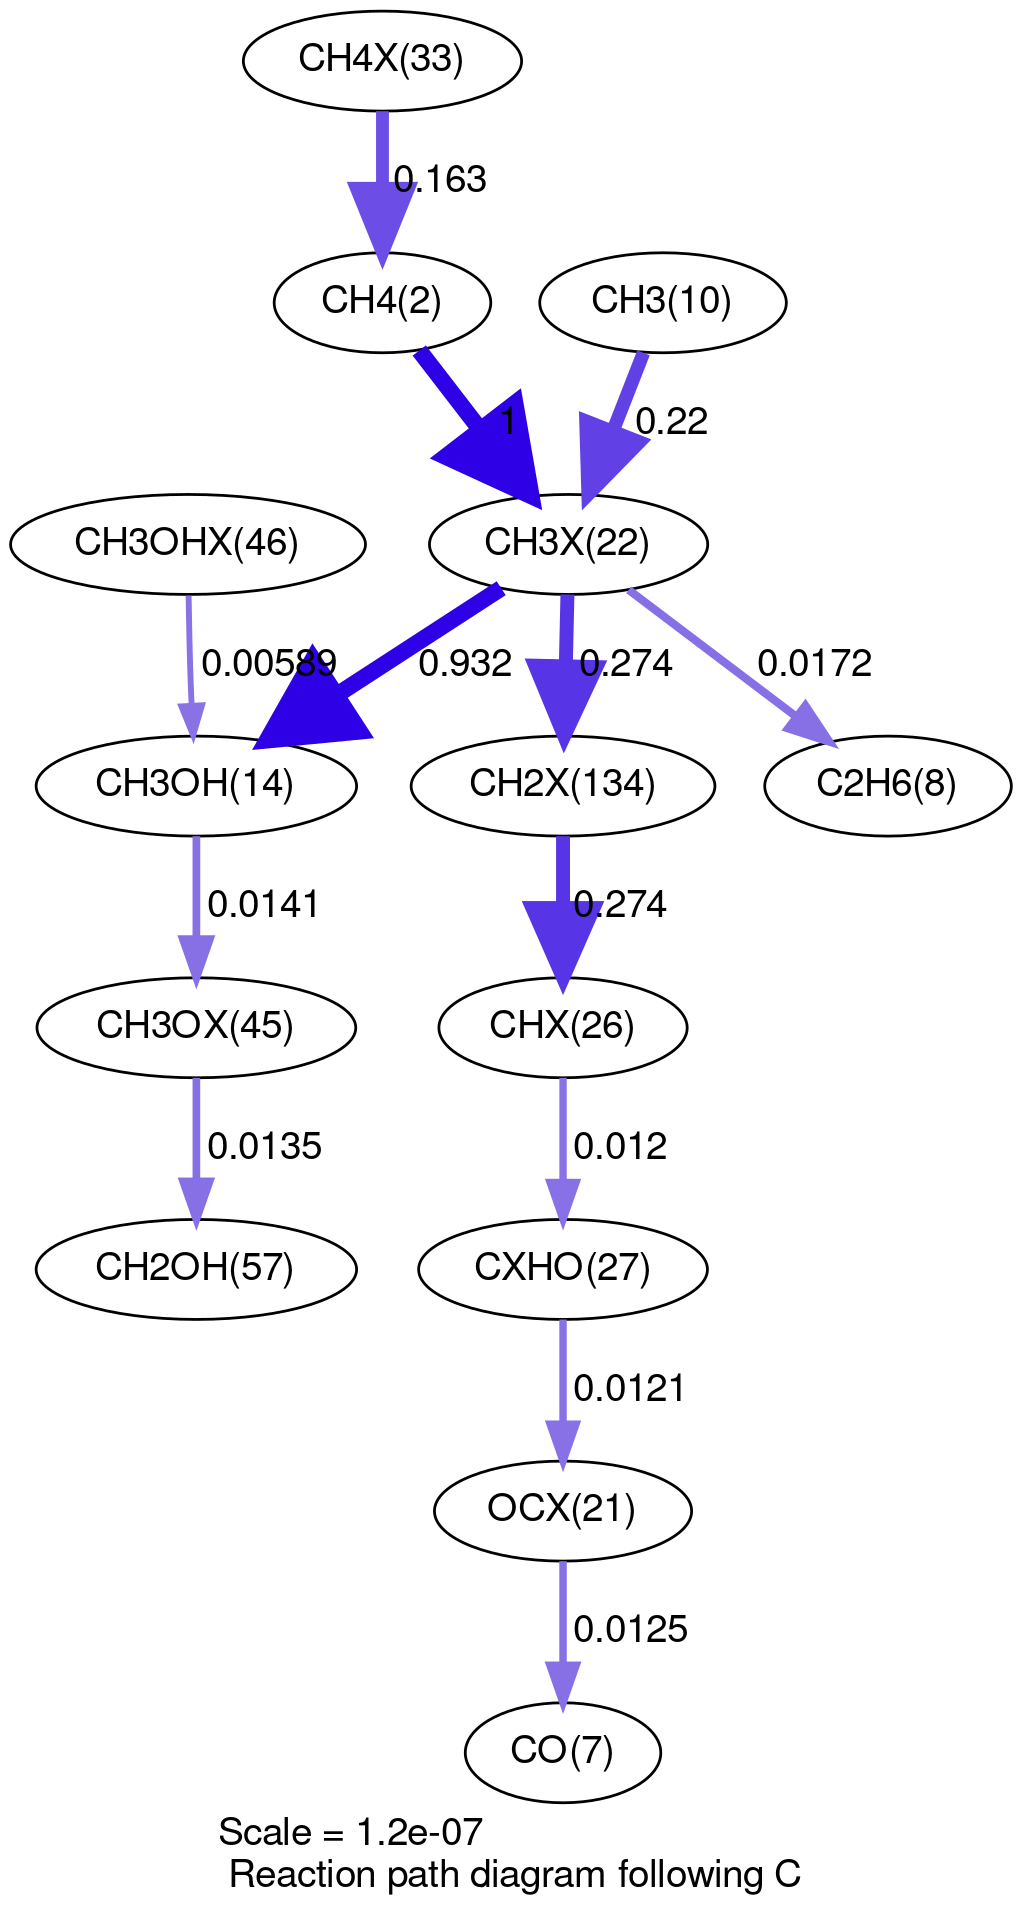 CH4X(33)
0.163
CH4(2)
CH3(10)
1
0.22
CH3OHX(46)
CH3X(22)
0.00589
0.932
0.274
0.0172
CH3OH(14)
CH2X(134)
C2H6(8)
0.0141
0.274
CH3OX(45)
CHX(26)
0.0135
0.012
CH2OH(57)
CXHO(27)
0.0121
OCX(21)
0.0125
CO(7)
Scale = 1.2e-07
Reaction path diagram following C